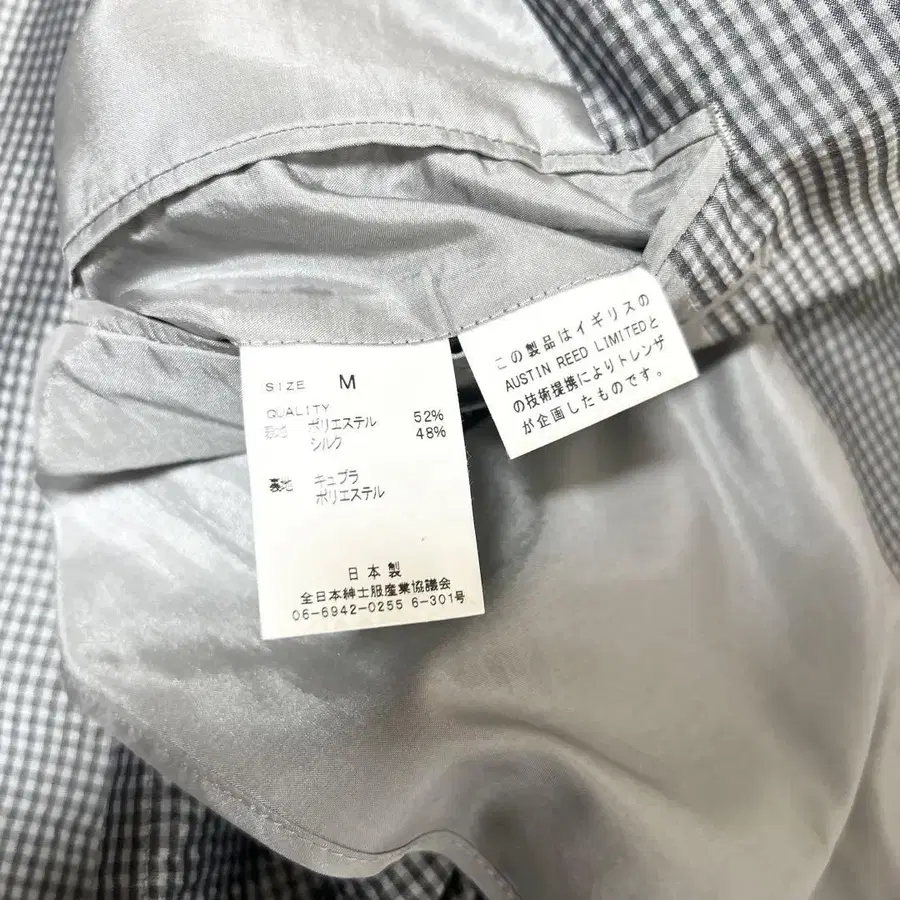 SIZE M
QUALITY
表地 ポリエステル 52%
シルク 48%
裏地 キュプラ
ポリエステル
日本製
全日本紳士服産業協議会
06-6942-0255 6-301号
この製品はイギリスの
AUSTIN REED LIMITEDと
の技術提携によりトレンザ
が企画したものです。